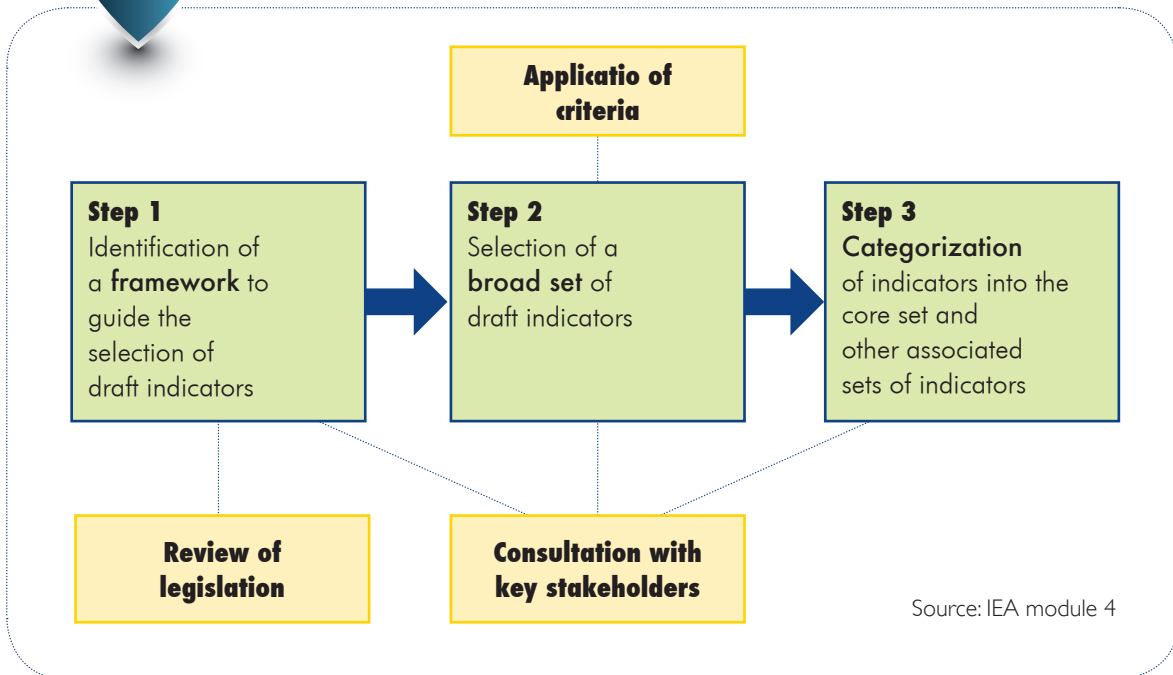 Applicatio of
criteria
Step 1
Identification of
a framework to
guide the
selection of
draft indicators
Step 2
Selection of a
broad set of
draft indicators
Step 3
Categorization
of indicators into the
core set and
other associated
sets of indicators
Review of
legislation
Consultation with
key stakeholders
Source: IEA module 4